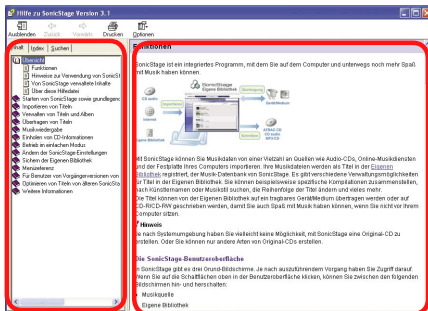 Hilfe zu SonicStage Version 3.1
Ausblenden Zurück Vorwärts Drucken Optionen
Inhalt Index Suchen
Übersicht
Funktionen
Hinweise zur Verwendung von SonicSt
Von SonicStage verwaltete Inhalte
Über diese Hilfedatei
Starten von SonicStage sowie grundlegenc
Importieren von Titeln
Verwalten von Titeln und Alben
Übertragen von Titeln
Musikwiedergabe
Einholen von CD-Informationen
Betrieb im einfachen Modus
Ändern der SonicStage-Einstellungen
Sichern der Eigenen Bibliothek
Menüreferenz
Für Benutzer von Vorgängerversionen von
Optimieren von Titeln von älteren SonicSta
Weitere Informationen
Funktionen
SonicStage ist ein integriertes Programm, mit dem Sie auf dem Computer und unterwegs noch mehr Spaß
mit Musik haben können.
CD audio
SonicStage
Eigene Bibliothek
Internet
Eigene Bibliothek
Gerät/Medium
ATRAC CD
CD audio
MP3 CD
Mit SonicStage können Sie Musikdaten von einer Vielzahl an Quellen wie Audio-CDs, Online-Musikdiensten
und der Festplatte Ihres Computers importieren. Ihre Musikdateien werden als Titel in der Eigenen
Bibliothek registriert, der Musik-Datenbank von SonicStage. Es gibt verschiedene Verwaltungsmöglichkeiten
für Titel in der Eigenen Bibliothek. Sie können beispielsweise spezifische Kompilationen zusammenstellen,
nach Künstlernamen oder Musikstil suchen, die Reihenfolge der Titel ändern und vieles mehr.
Die Titel können von der Eigenen Bibliothek auf ein tragbares Gerät/Medium übertragen werden oder auf
CD-R/CD-RW geschrieben werden, damit Sie auch Spaß mit Musik haben können, wenn Sie nicht vor Ihrem
Computer sitzen.
Hinweis
Je nach Systemumgebung haben Sie vielleicht keine Möglichkeit, mit SonicStage eine Original-CD zu
erstellen. Oder Sie können nur andere Arten von Original-CDs erstellen.
Die SonicStage-Benutzeroberfläche
In SonicStage gibt es drei Grund-Bildschirme. Je nach auszuführendem Vorgang haben Sie Zugriff darauf.
Wenn Sie auf die Schaltflächen oben in der Benutzeroberfläche klicken, können Sie zwischen den folgenden
Bildschirmen hin- und herschalten:
Musikquelle
Eigene Bibliothek